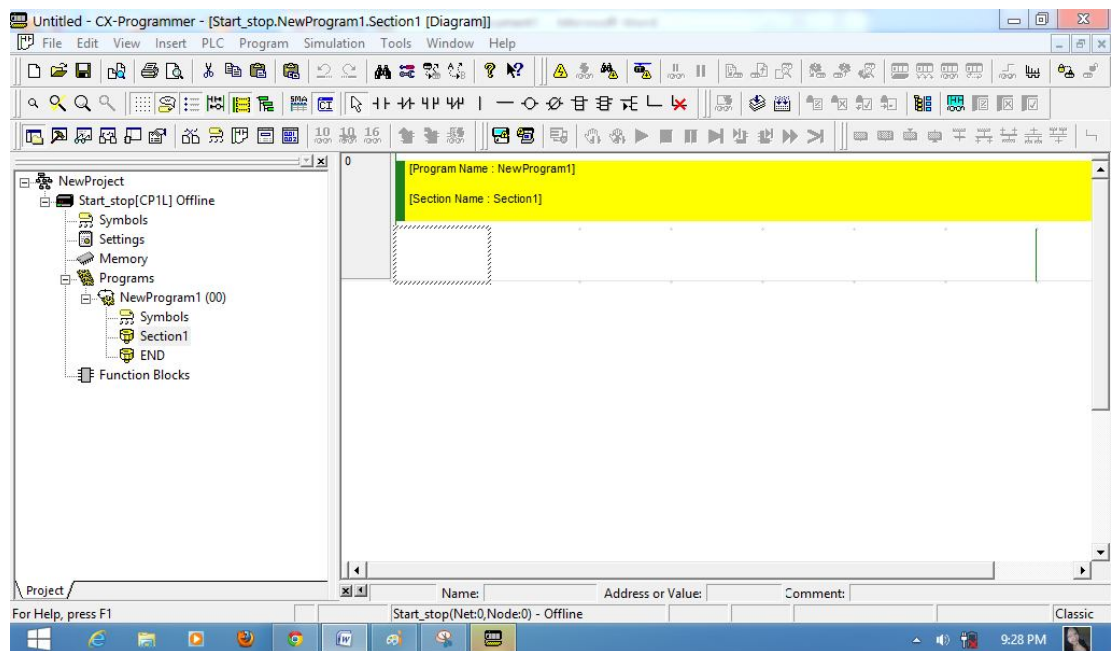 Untitled - CX-Programmer - [Start_stop.NewProgram1.Section1 [Diagram]]
File Edit View Insert PLC Program Simulation Tools Window Help
0
[Program Name : NewProgram1]
[Section Name : Section1]
NewProject
Start_stop[CP1L] Offline
Symbols
Settings
Memory
Programs
NewProgram1 (00)
Symbols
Section1
END
Function Blocks
Project
Name: Address or Value: Comment:
For Help, press F1
Start_stop(Net:0,Node:0) - Offline
Classic
9:28 PM